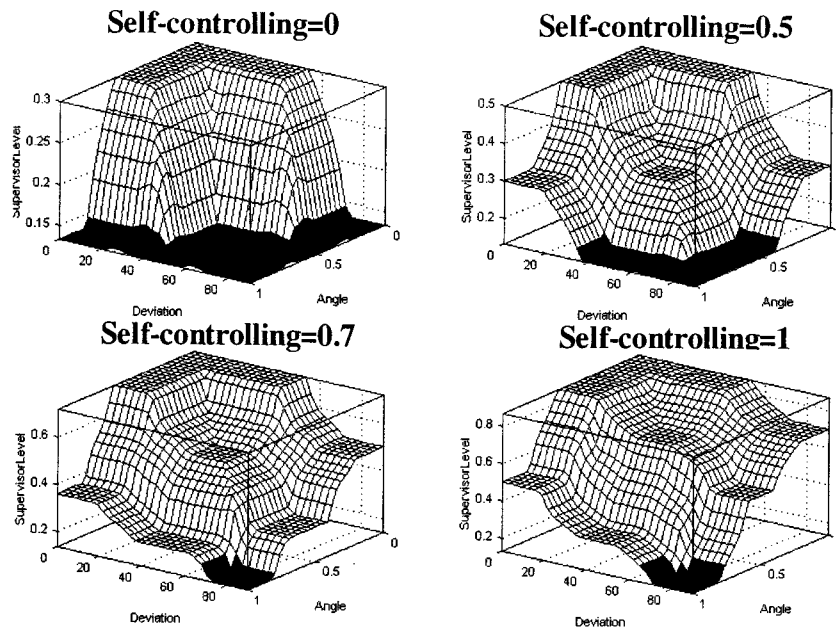 Self-controlling=0
0.3
0.25
0.2
0.15
SupervisorLevel
0
20
40
60
80
1
0.5
0
Deviation
Angle
Self-controlling=0.5
0.5
0.4
0.3
0.2
SupervisorLevel
0
20
40
60
80
1
0.5
0
Deviation
Angle
Self-controlling=0.7
0.6
0.4
0.2
SupervisorLevel
0
20
40
60
80
1
0.5
0
Deviation
Angle
Self-controlling=1
0.8
0.6
0.4
0.2
SupervisorLevel
0
20
40
60
80
1
0.5
0
Deviation
Angle